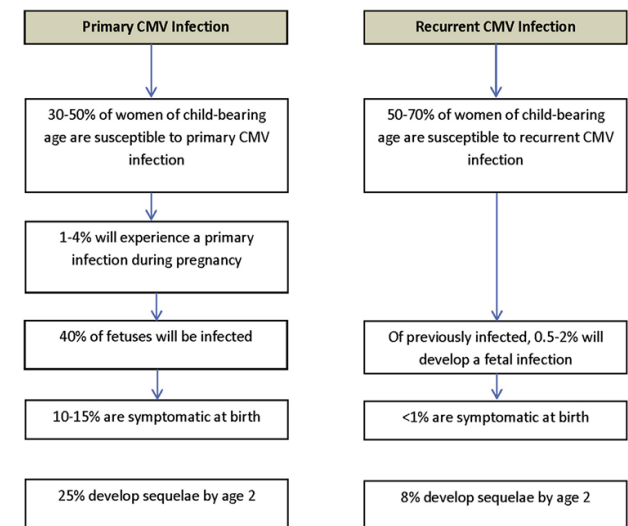 Primary CMV Infection
30-50% of women of child-bearing
age are susceptible to primary CMV
infection
1-4% will experience a primary
infection during pregnancy
40% of fetuses will be infected
10-15% are symptomatic at birth
25% develop sequelae by age 2
Recurrent CMV Infection
50-70% of women of child-bearing
age are susceptible to recurrent CMV
infection
Of previously infected, 0.5-2% will
develop a fetal infection
<1% are symptomatic at birth
8% develop sequelae by age 2